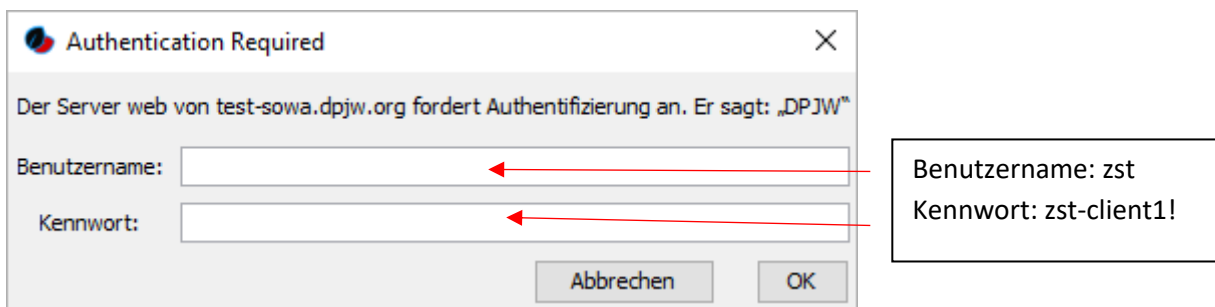 Authentication Required
Der Server web von test-sowa.dpjw.org fordert Authentifizierung an. Er sagt: „DPJW“
Benutzername:
Kennwort:
Abbrechen
OK
Benutzername: zst
Kennwort: zst-client1!